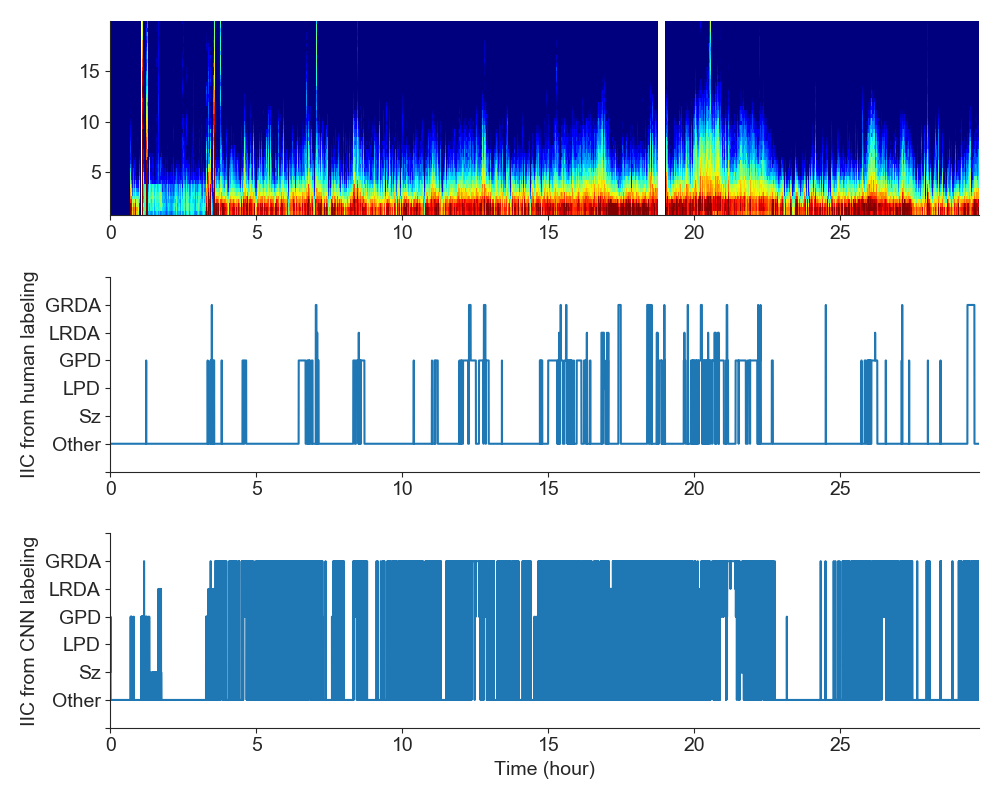 15
10
5
0 5 10 15 20 25
IIC from human labeling
GRDA
LRDA
GPD
LPD
Sz
Other
0 5 10 15 20 25
IIC from CNN labeling
GRDA
LRDA
GPD
LPD
Sz
Other
0 5 10 15 20 25
Time (hour)